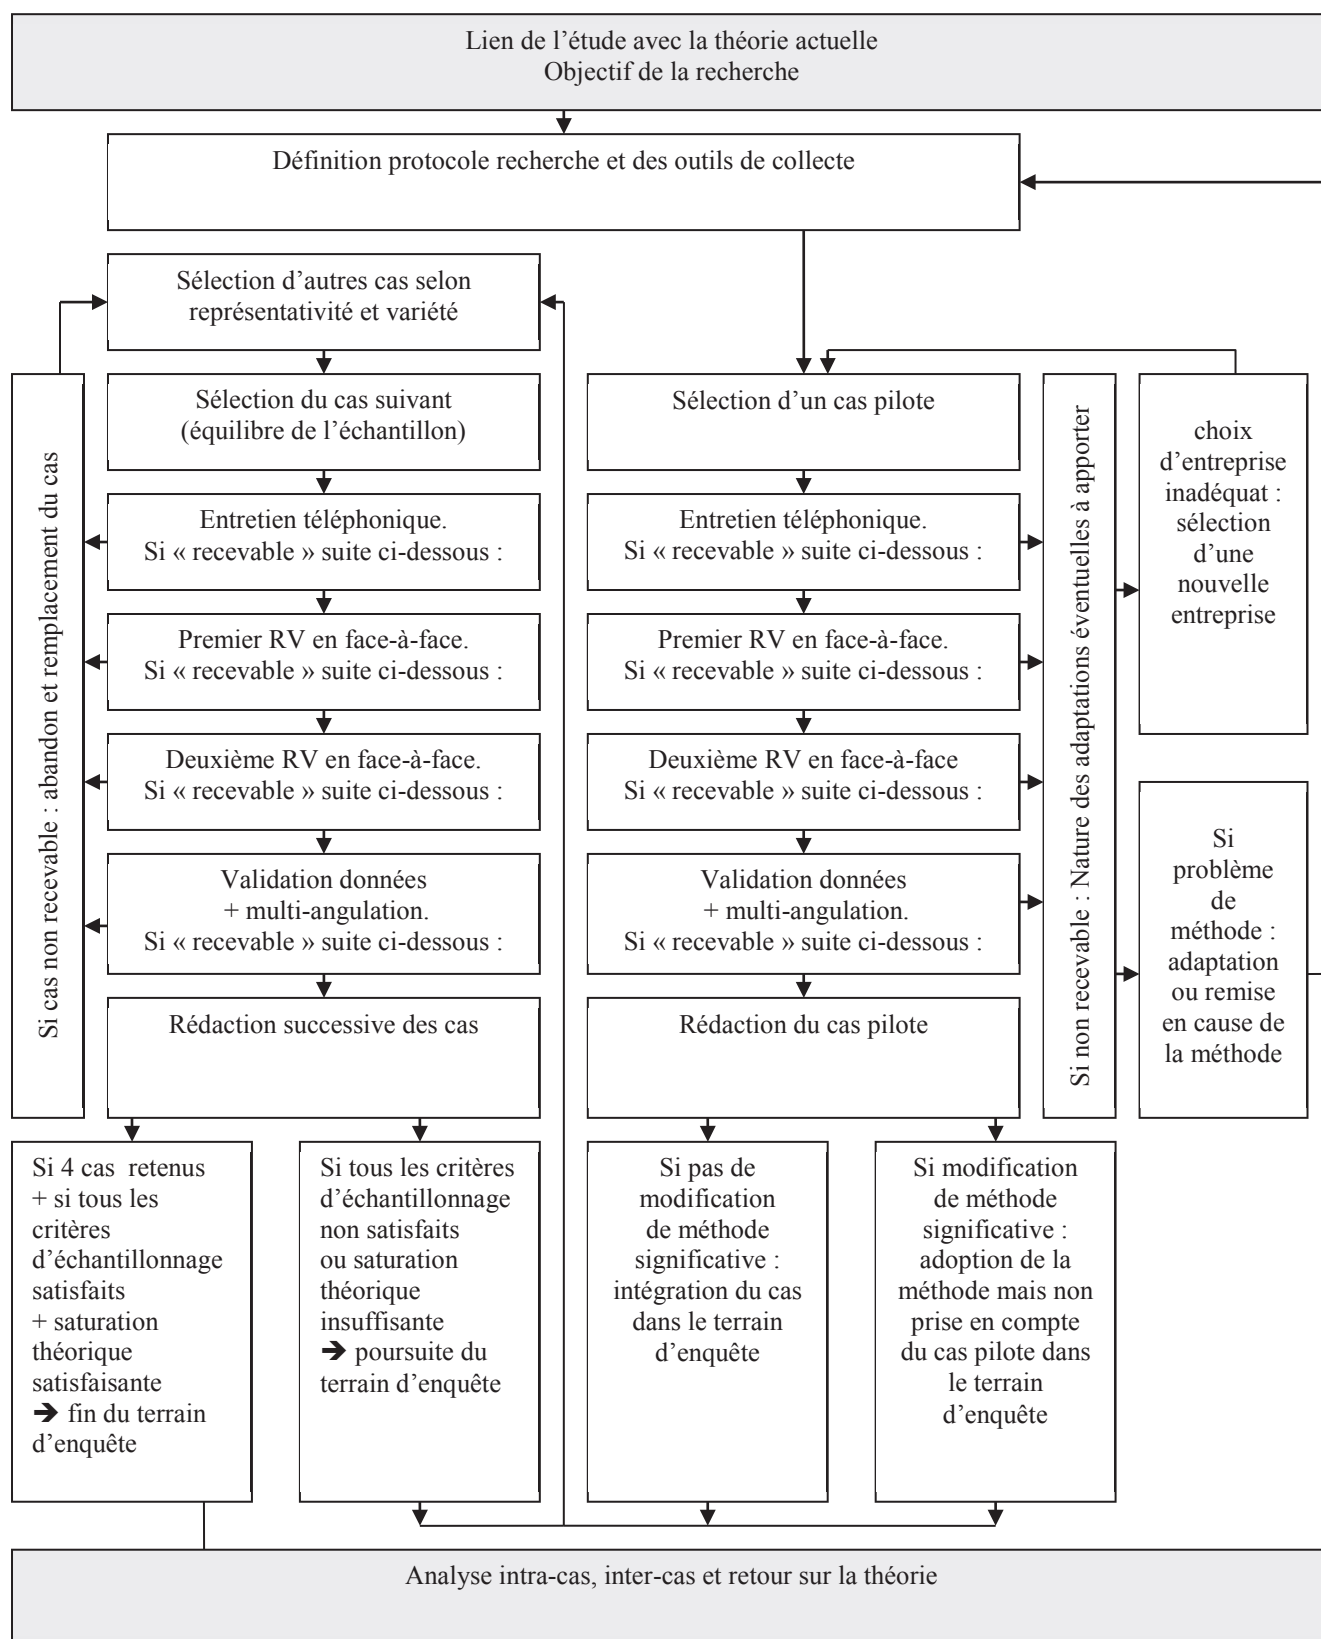 Lien de l’étude avec la théorie actuelle
Objectif de la recherche
Définition protocole recherche et des outils de collecte
Sélection d’autres cas selon
représentativité et variété
Sélection du cas suivant
(équilibre de l’échantillon)
Entretien téléphonique.
Si « recevable » suite ci-dessous :
Premier RV en face-à-face.
Si « recevable » suite ci-dessous :
Deuxième RV en face-à-face.
Si « recevable » suite ci-dessous :
Validation données
+ multi-angulation.
Si « recevable » suite ci-dessous :
Rédaction successive des cas
Si cas non recevable : abandon et remplacement du cas
Sélection d’un cas pilote
Entretien téléphonique.
Si « recevable » suite ci-dessous :
Premier RV en face-à-face.
Si « recevable » suite ci-dessous :
Deuxième RV en face-à-face
Si « recevable » suite ci-dessous :
Validation données
+ multi-angulation.
Si « recevable » suite ci-dessous :
Rédaction du cas pilote
Si non recevable : Nature des adaptations éventuelles à apporter
choix
d’entreprise
inadéquat :
sélection
d’une
nouvelle
entreprise
Si
problème
de
méthode :
adaptation
ou remise
en cause de
la méthode
Si 4 cas  retenus
+ si tous les
critères
d’échantillonnage
satisfaits
+ saturation
théorique
satisfaisante
➔ fin du terrain
d’enquête
Si tous les critères
d’échantillonnage
non satisfaits
ou saturation
théorique
insuffisante
➔ poursuite du
terrain d’enquête
Si pas de
modification
de méthode
significative :
intégration du cas
dans le terrain
d’enquête
Si modification
de méthode
significative :
adoption de la
méthode mais non
prise en compte
du cas pilote dans
le terrain
d’enquête
Analyse intra-cas, inter-cas et retour sur la théorie